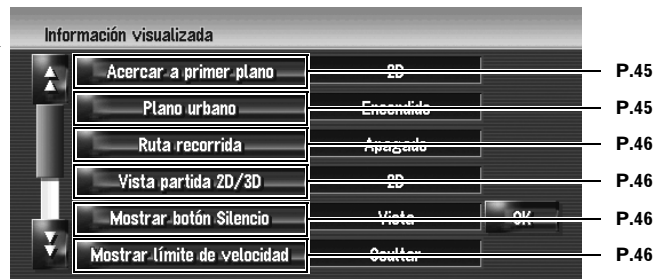 Información visualizada
Acercar a primer plano 2D P.45
Plano urbano Encendido P.45
Ruta recorrida Apagado P.46
Vista partida 2D/3D 2D P.46
Mostrar botón Silencio Vista OK P.46
Mostrar límite de velocidad Ocultar P.46